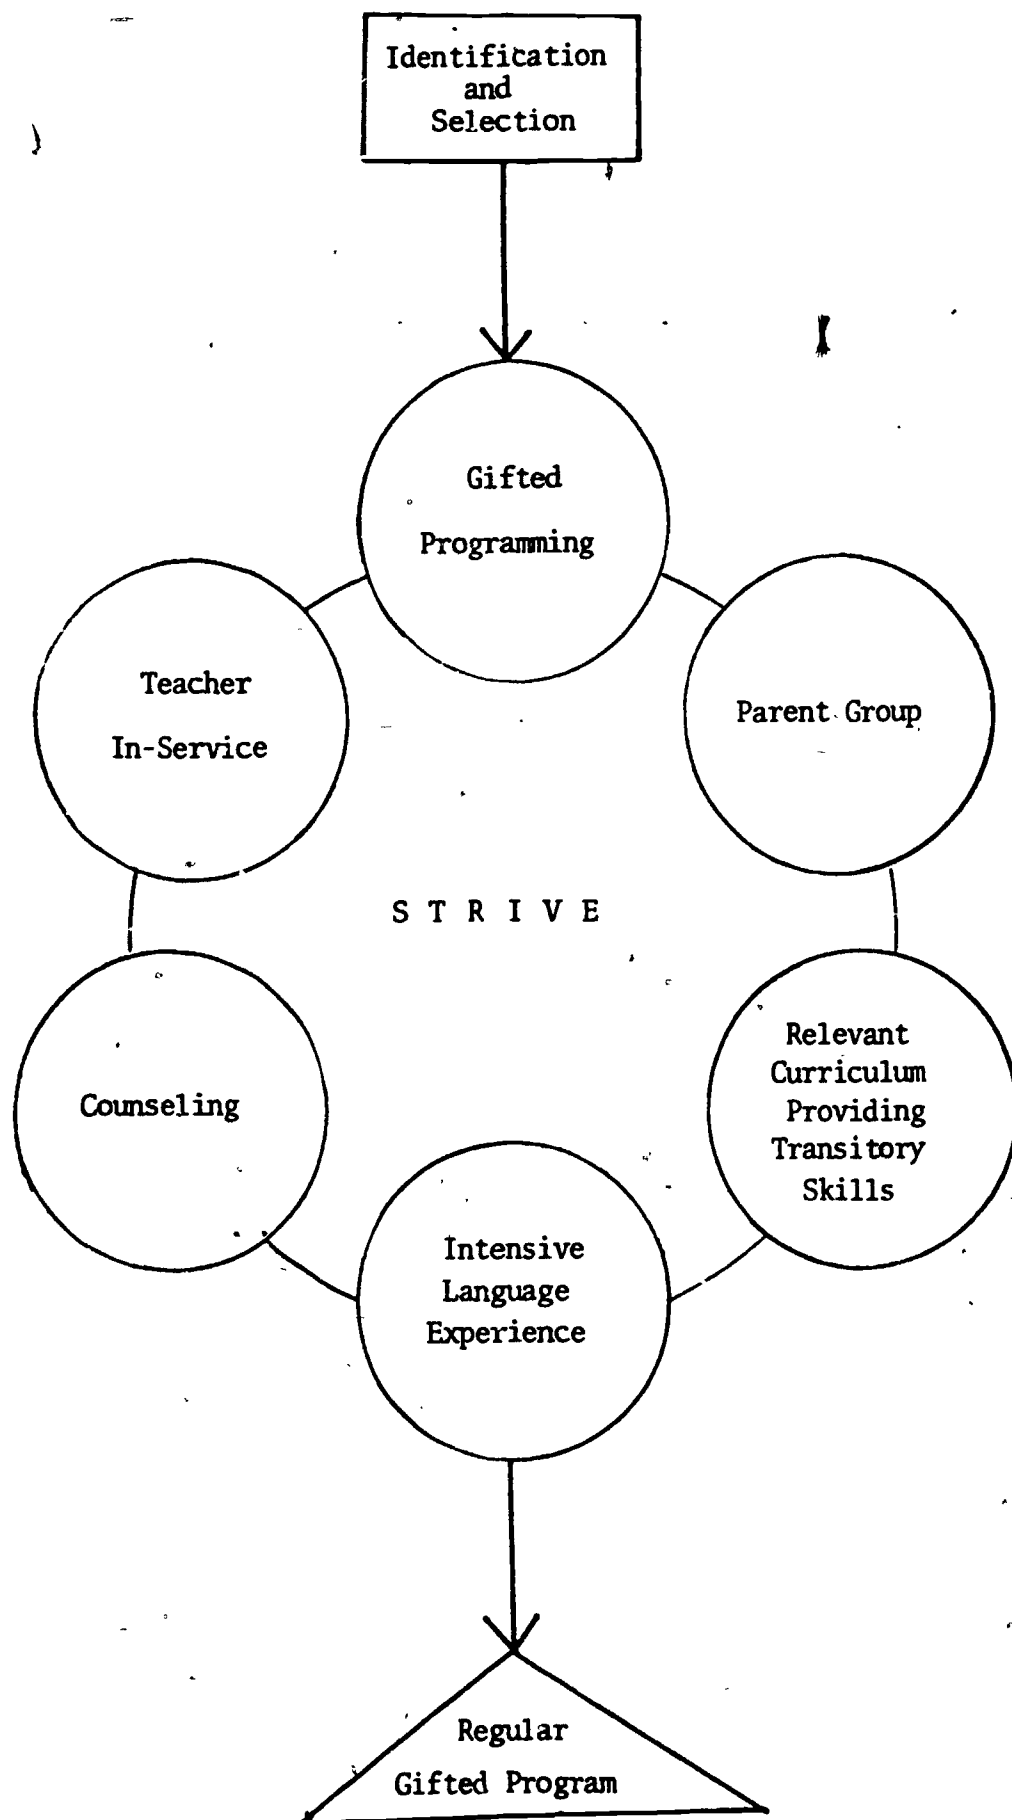 Identification
and
Selection
Gifted
Programming
Teacher
In-Service
Parent Group
S T R I V E
Counseling
Relevant
Curriculum
Providing
Transitory
Skills
Intensive
Language
Experience
Regular
Gifted Program